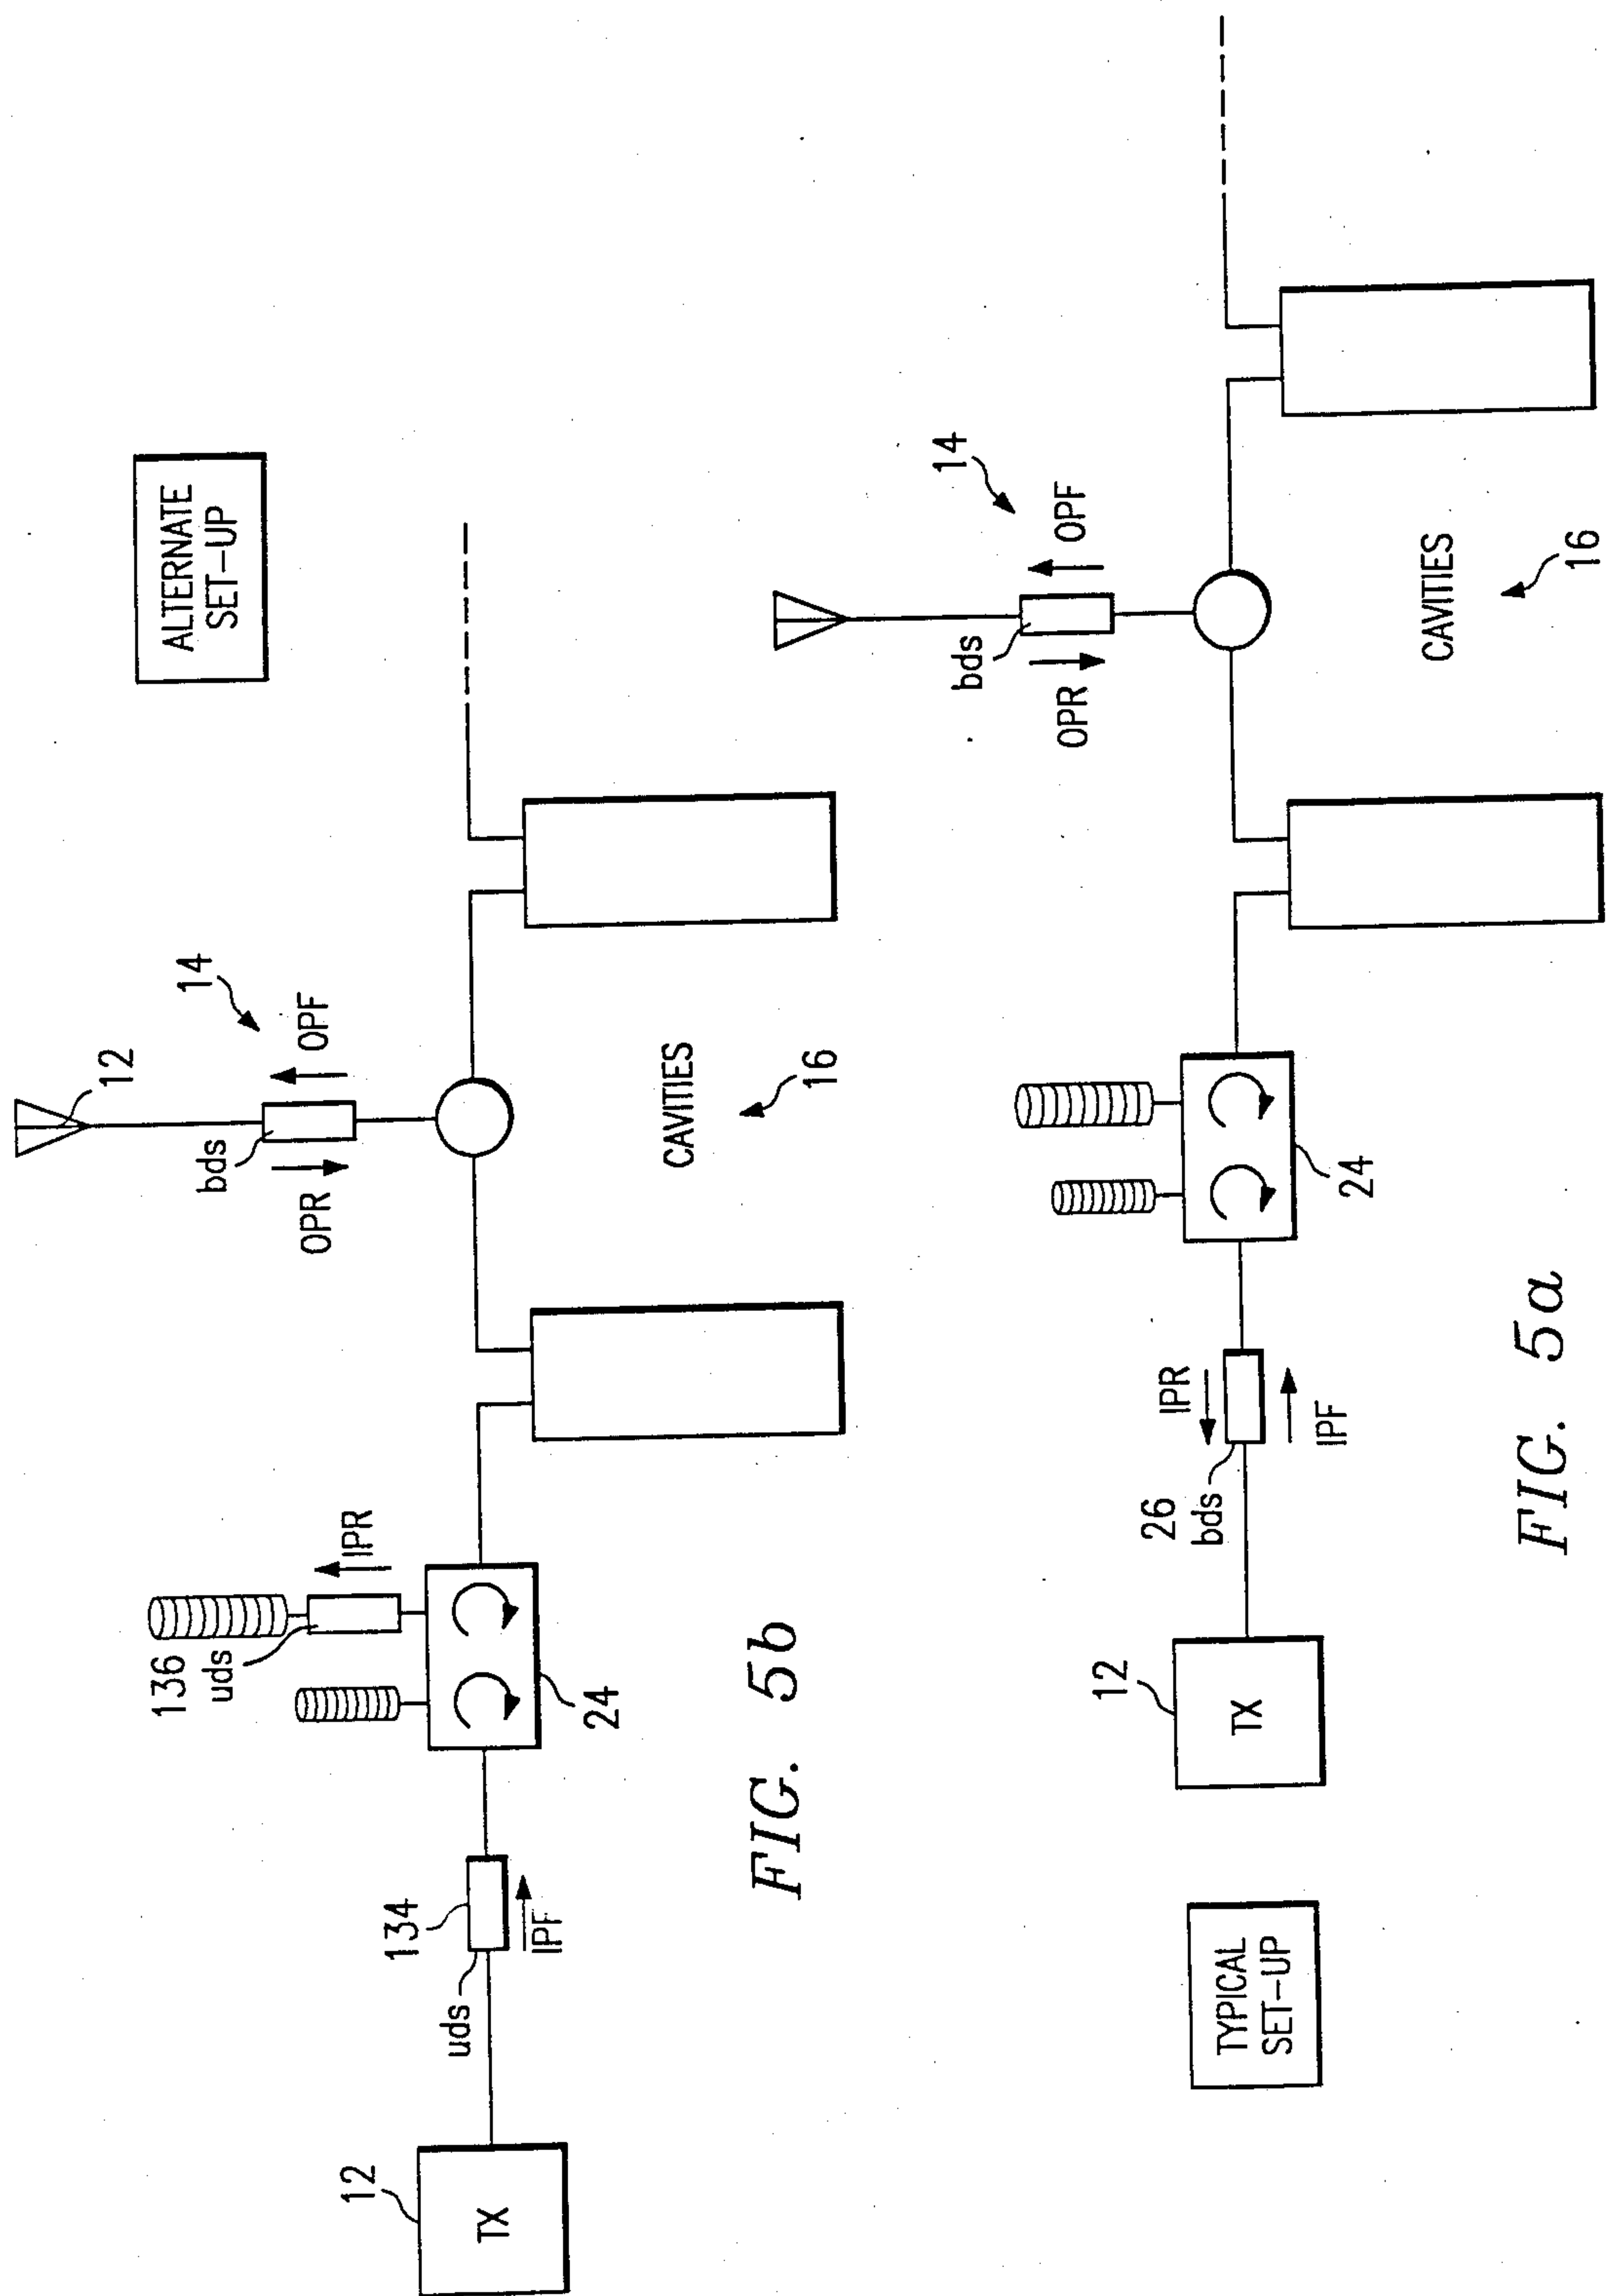 ALTERNATE
SET-UP
12
14
bds
OPR
OPF
CAVITIES
16
136
uds
IPR
24
134
uds
IPF
12
TX
FIG. 5b
14
bds
OPR
OPF
CAVITIES
16
24
IPR
26
bds
IPF
12
TX
TYPICAL
SET-UP
FIG. 5a